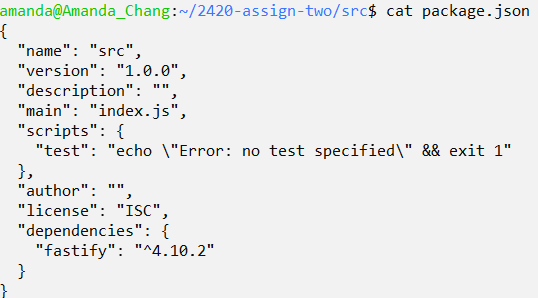 amanda@Amanda_Chang:~/2420-assign-two/src$ cat package.json
{
  "name": "src",
  "version": "1.0.0",
  "description": "",
  "main": "index.js",
  "scripts": {
    "test": "echo \"Error: no test specified\" && exit 1"
  },
  "author": "",
  "license": "ISC",
  "dependencies": {
    "fastify": "^4.10.2"
  }
}